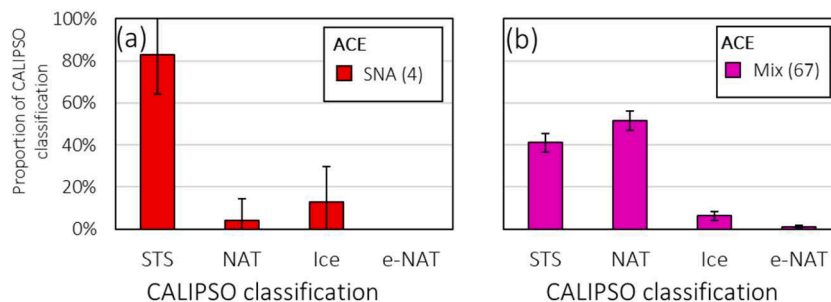 Proportion of CALIPSO
classification
100%
80%
60%
40%
20%
0%
(a)
ACE
SNA (4)
STS NAT Ice e-NAT
CALIPSO classification
(b)
ACE
Mix (67)
STS NAT Ice e-NAT
CALIPSO classification